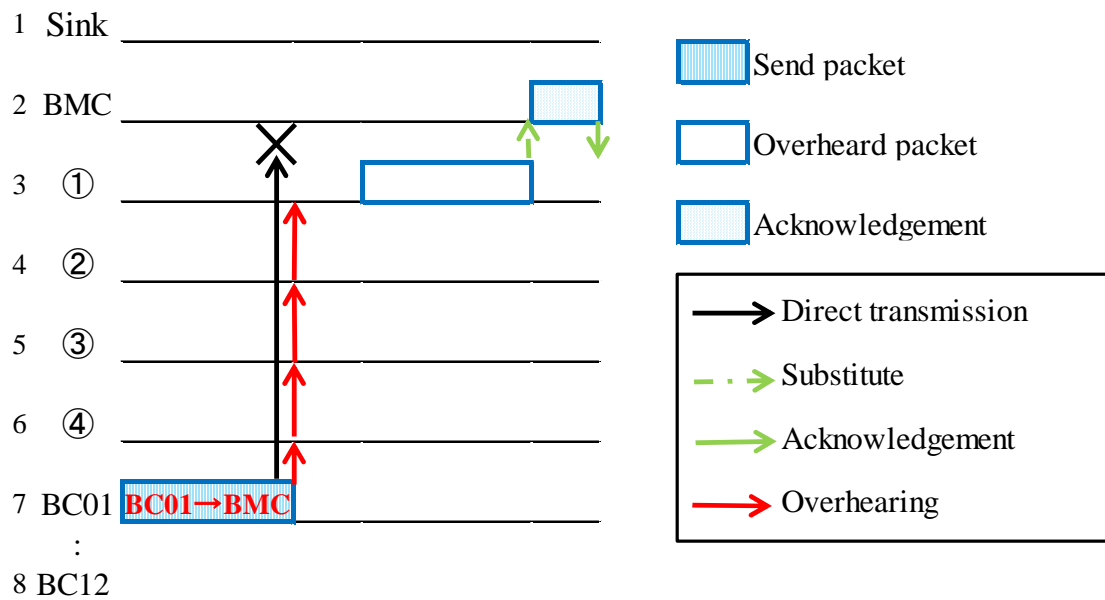 1 Sink
2 BMC
3 ①
4 ②
5 ③
6 ④
7 BC01 BC01→BMC
:
8 BC12
Send packet
Overheard packet
Acknowledgement
Direct transmission
Substitute
Acknowledgement
Overhearing